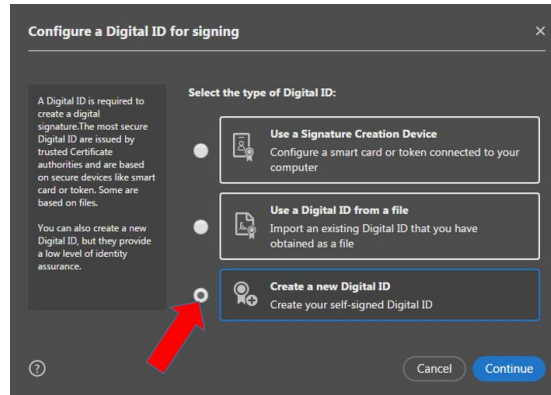 Configure a Digital ID for signing
A Digital ID is required to
create a digital
signature.The most secure
Digital ID are issued by
trusted Certificate
authorities and are based
on secure devices like smart
card or token. Some are
based on files.
You can also create a new
Digital ID, but they provide
a low level of identity
assurance.
Select the type of Digital ID:
Use a Signature Creation Device
Configure a smart card or token connected to your
computer
Use a Digital ID from a file
Import an existing Digital ID that you have
obtained as a file
Create a new Digital ID
Create your self-signed Digital ID
Cancel
Continue